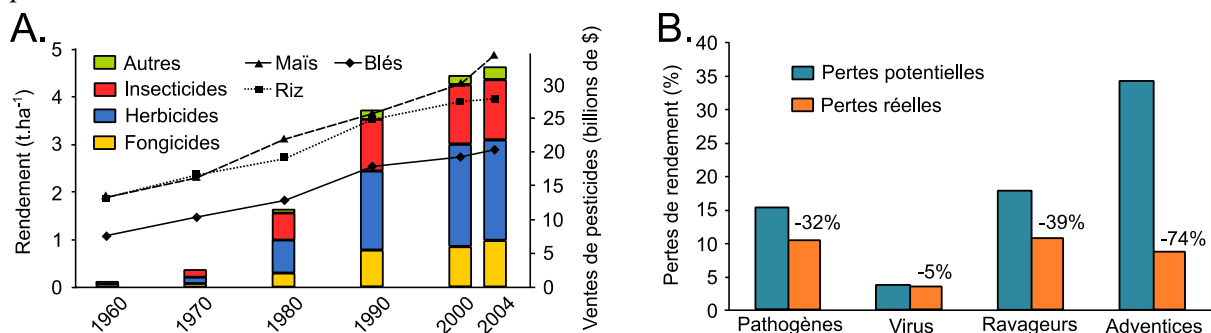 A.
Rendement (t.ha-1)
5
4
3
2
1
0
Autres
Insecticides
Herbicides
Fongicides
Maïs
Blés
Riz
30
25
20
15
10
5
0
Ventes de pesticides (billions de $)
1960
1970
1980
1990
2000
2004
B.
Pertes de rendement (%)
40
35
30
25
20
15
10
5
0
Pertes potentielles
Pertes réelles
-32%
-5%
-39%
-74%
Pathogènes
Virus
Ravageurs
Adventices